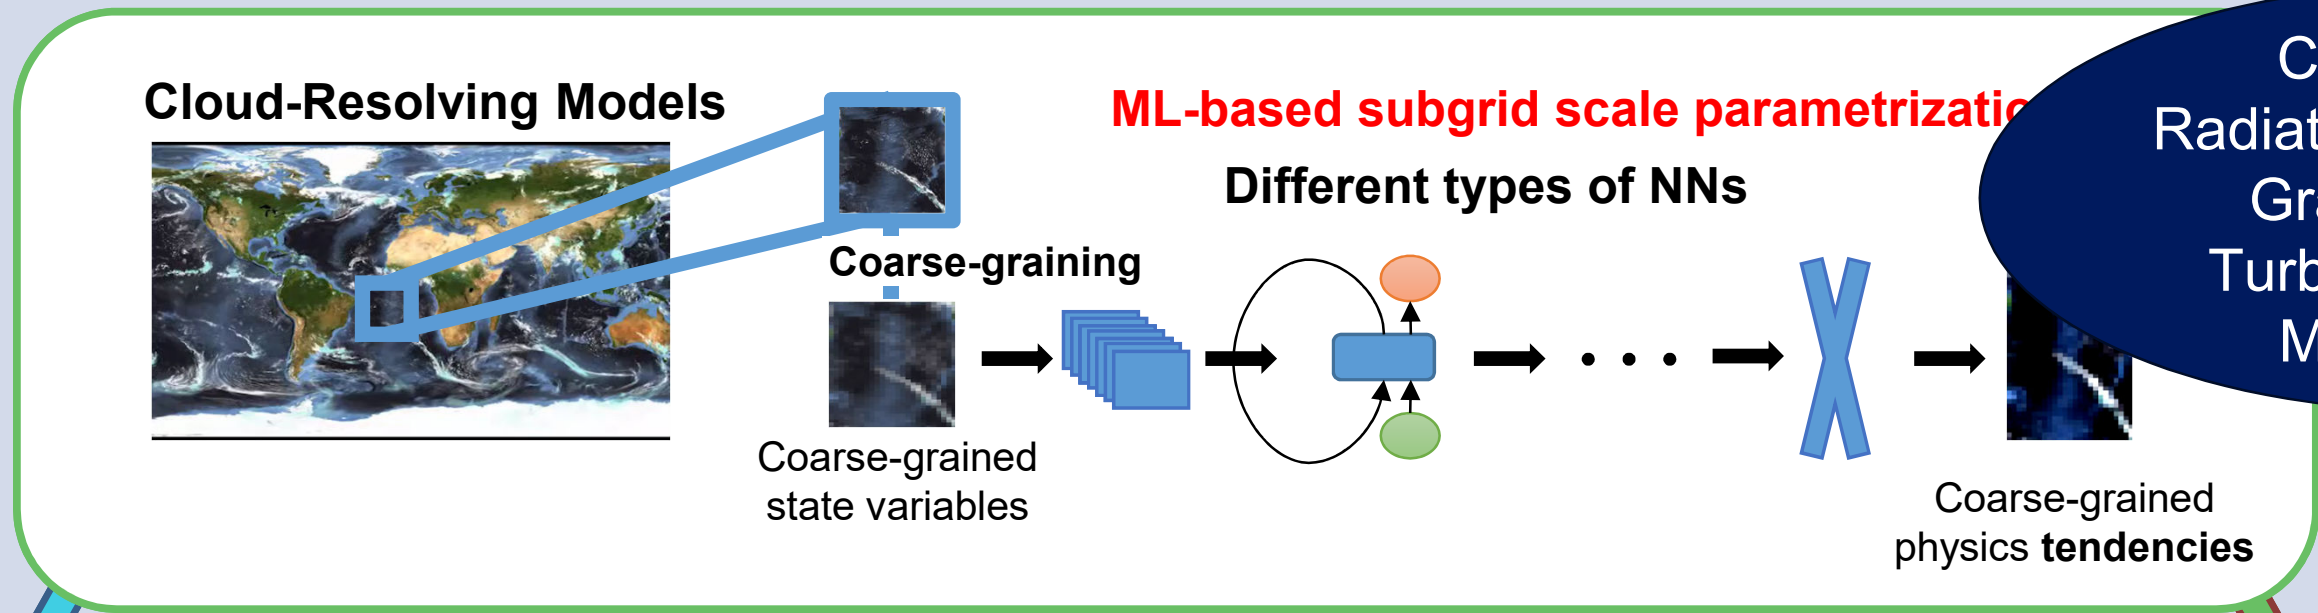 Cloud-Resolving Models
ML-based subgrid scale
Different types of NNs
Coarse-graining
Coarse-grained
state variables
Coarse-grained
physics tendencies